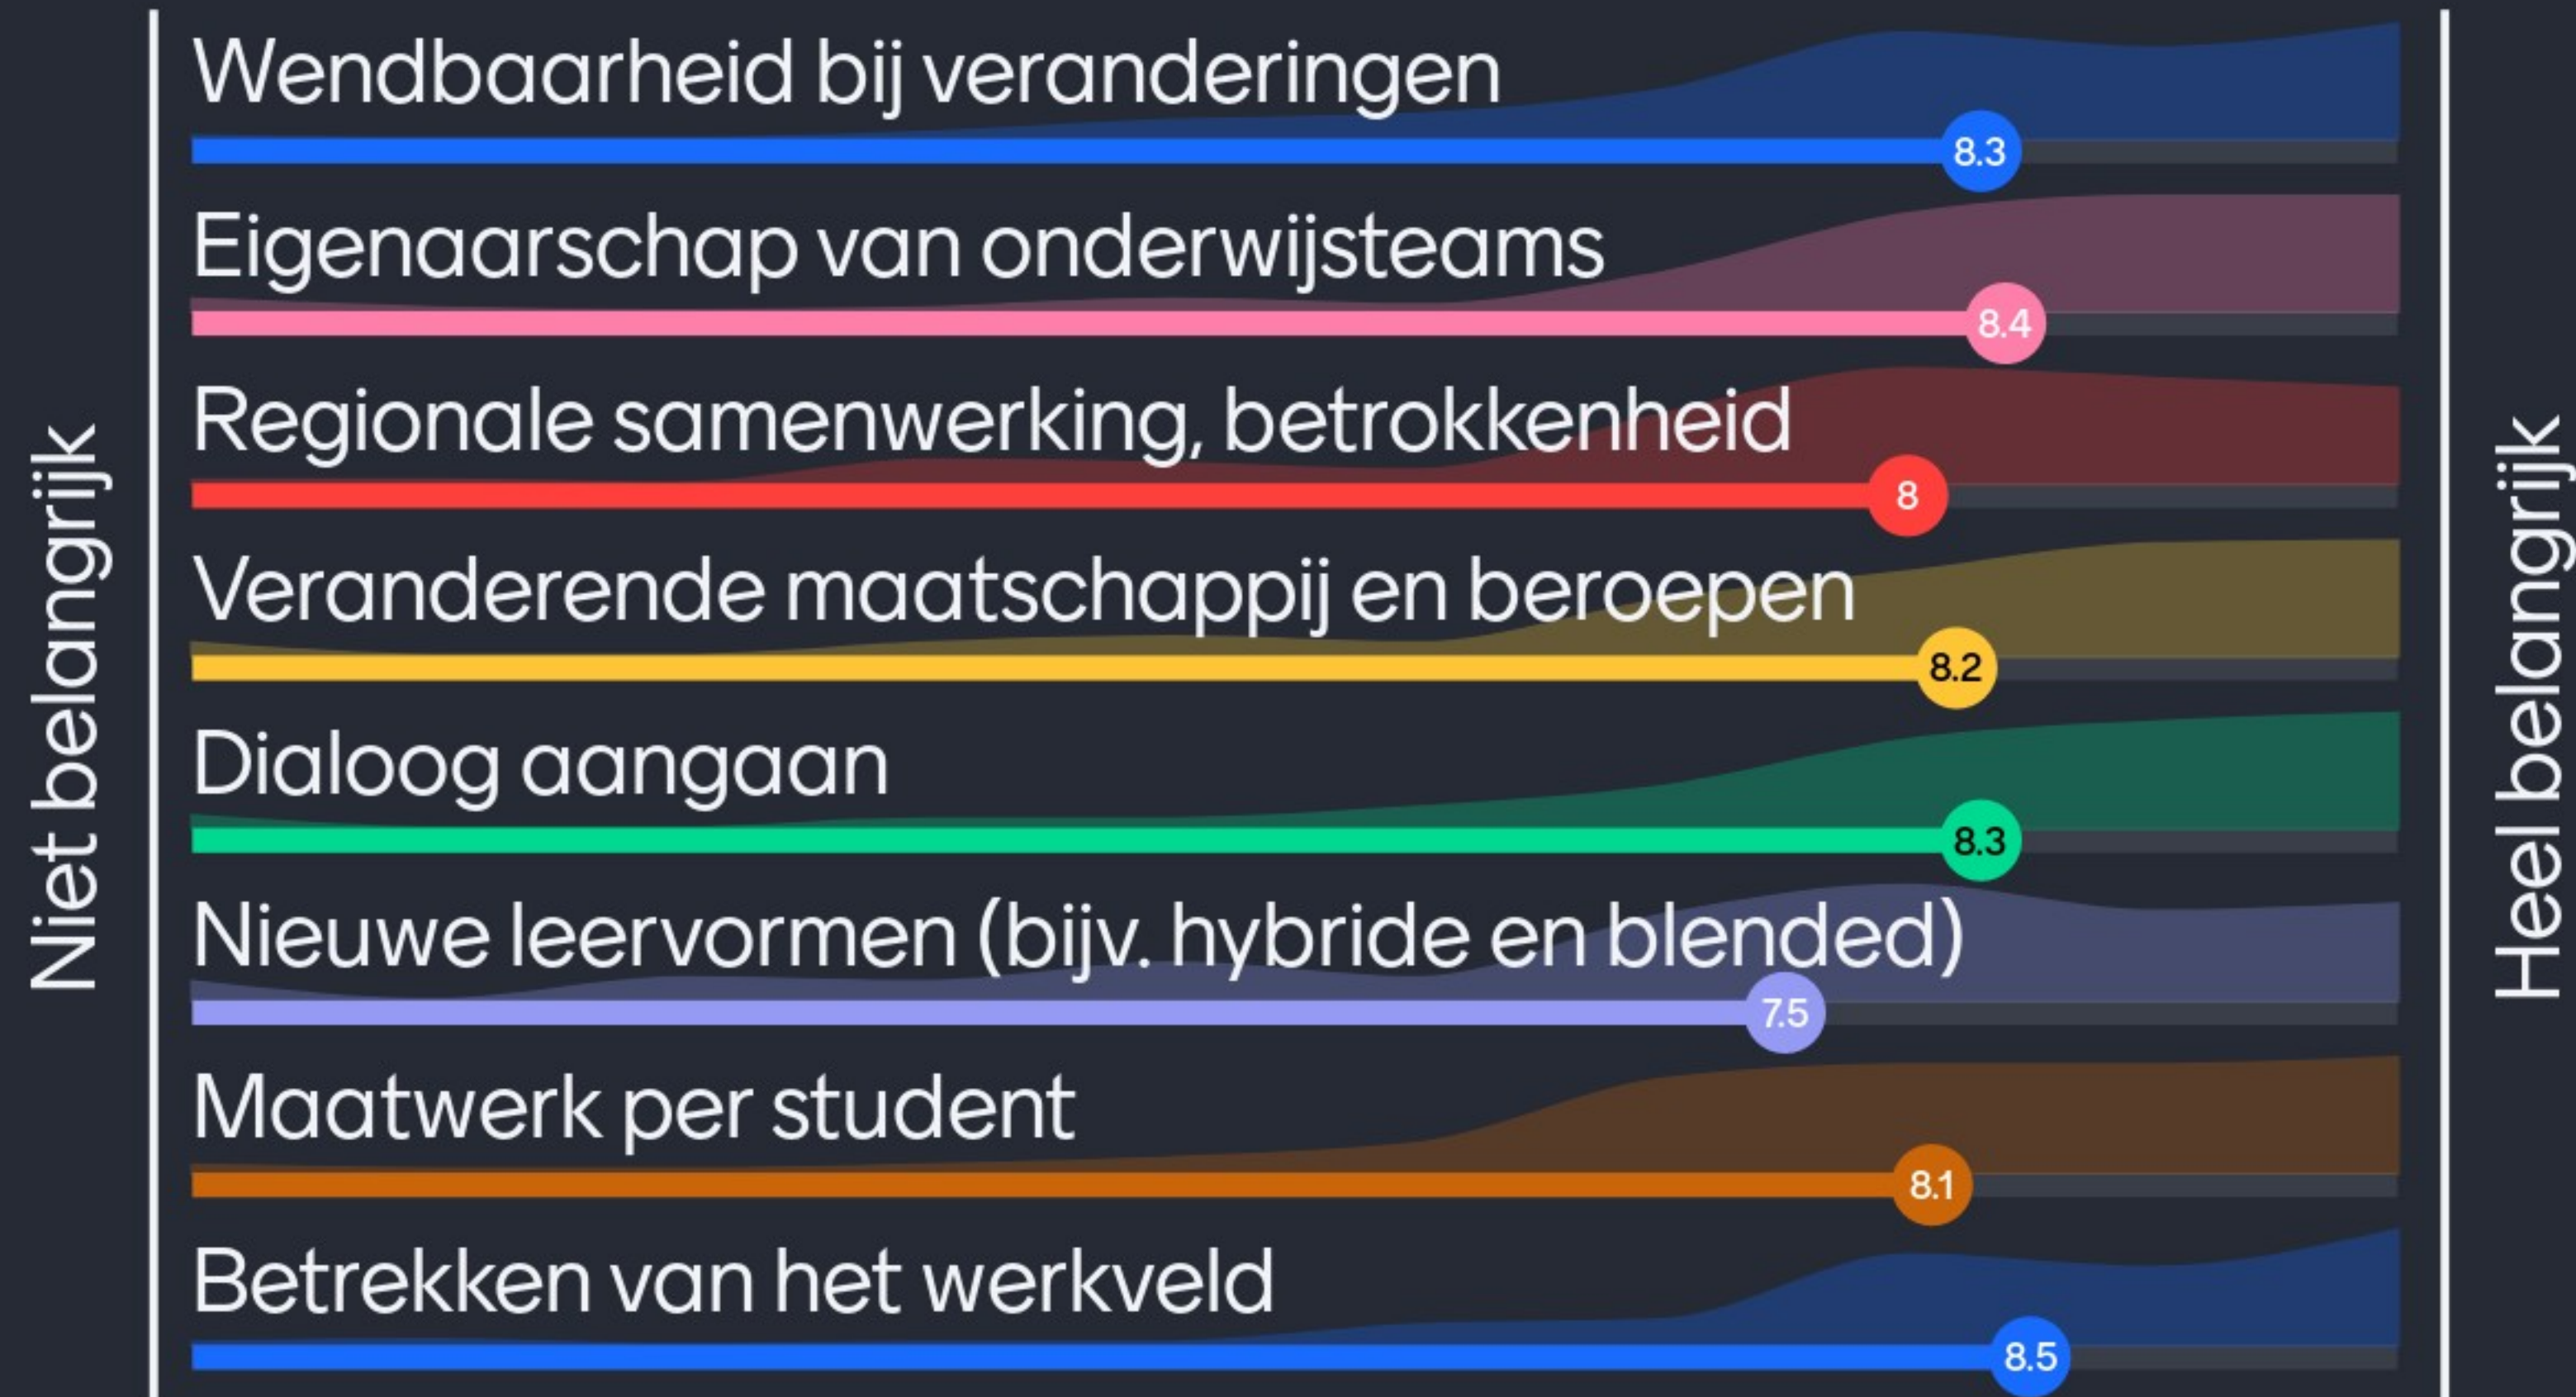 Niet belangrijk
Wendbaarheid bij veranderingen
8.3
Eigenaarschap van onderwijsteams
8.4
Regionale samenwerking, betrokkenheid
8
Veranderende maatschappij en beroepen
8.2
Dialoog aangaan
8.3
Nieuwe leervormen (bijv. hybride en blended)
7.5
Maatwerk per student
8.1
Betrekken van het werkveld
8.5
Heel belangrijk